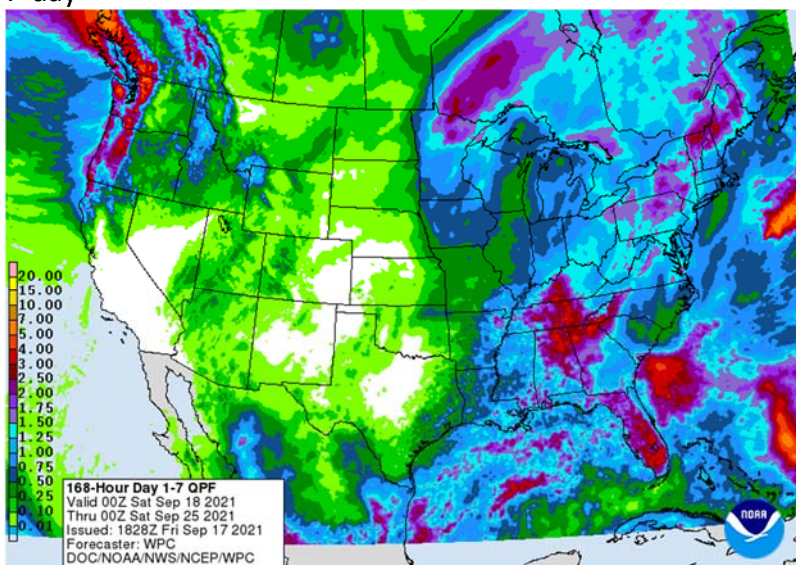 20.00
15.00
10.00
7.00
5.00
4.00
3.00
2.50
2.00
1.75
1.50
1.25
1.00
0.75
0.50
0.25
0.10
0.01
168-Hour Day 1-7 QPF
Valid 00Z Sat Sep 18 2021
Thru 00Z Sat Sep 25 2021
Issued: 1828Z Fri Sep 17 2021
Forecaster: WPC
DOC/NOAA/NWS/NCEP/WPC
NOAA